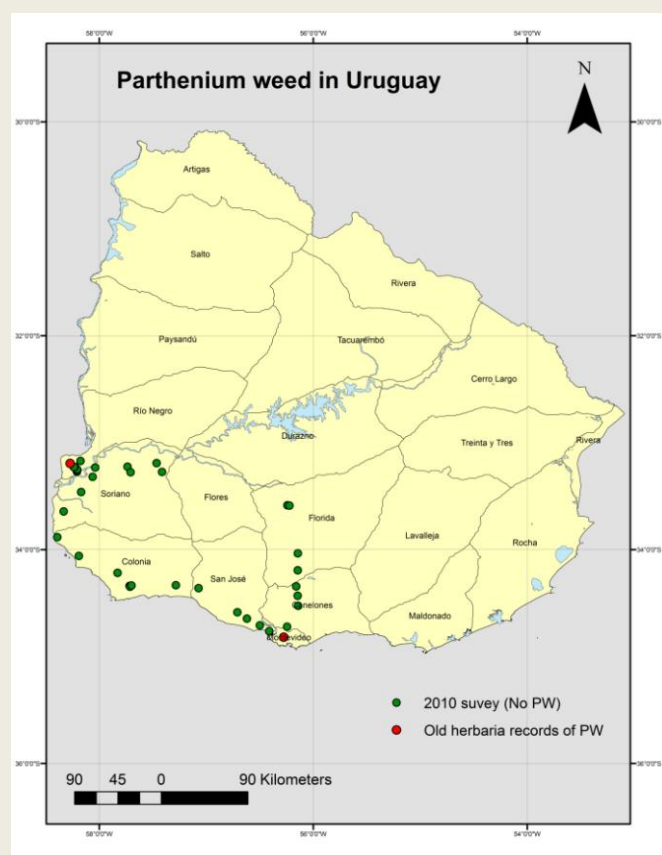 58°0'0"W 56°0'0"W 54°0'0"W
Parthenium weed in Uruguay
N
30°0'0"S 30°0'0"S
Artigas
Salto
Rivera
32°0'0"S 32°0'0"S
Paysandú
Tacuarembó
Cerro Largo
Río Negro
Durazno
Treinta y Tres
Rivera
Soriano
Flores
Florida
Lavalleja
Rocha
34°0'0"S 34°0'0"S
Colonia
San José
Canelones
Maldonado
Montevideo
2010 suvey (No PW)
Old herbaria records of PW
36°0'0"S 36°0'0"S
90 45 0 90 Kilometers
58°0'0"W 56°0'0"W 54°0'0"W